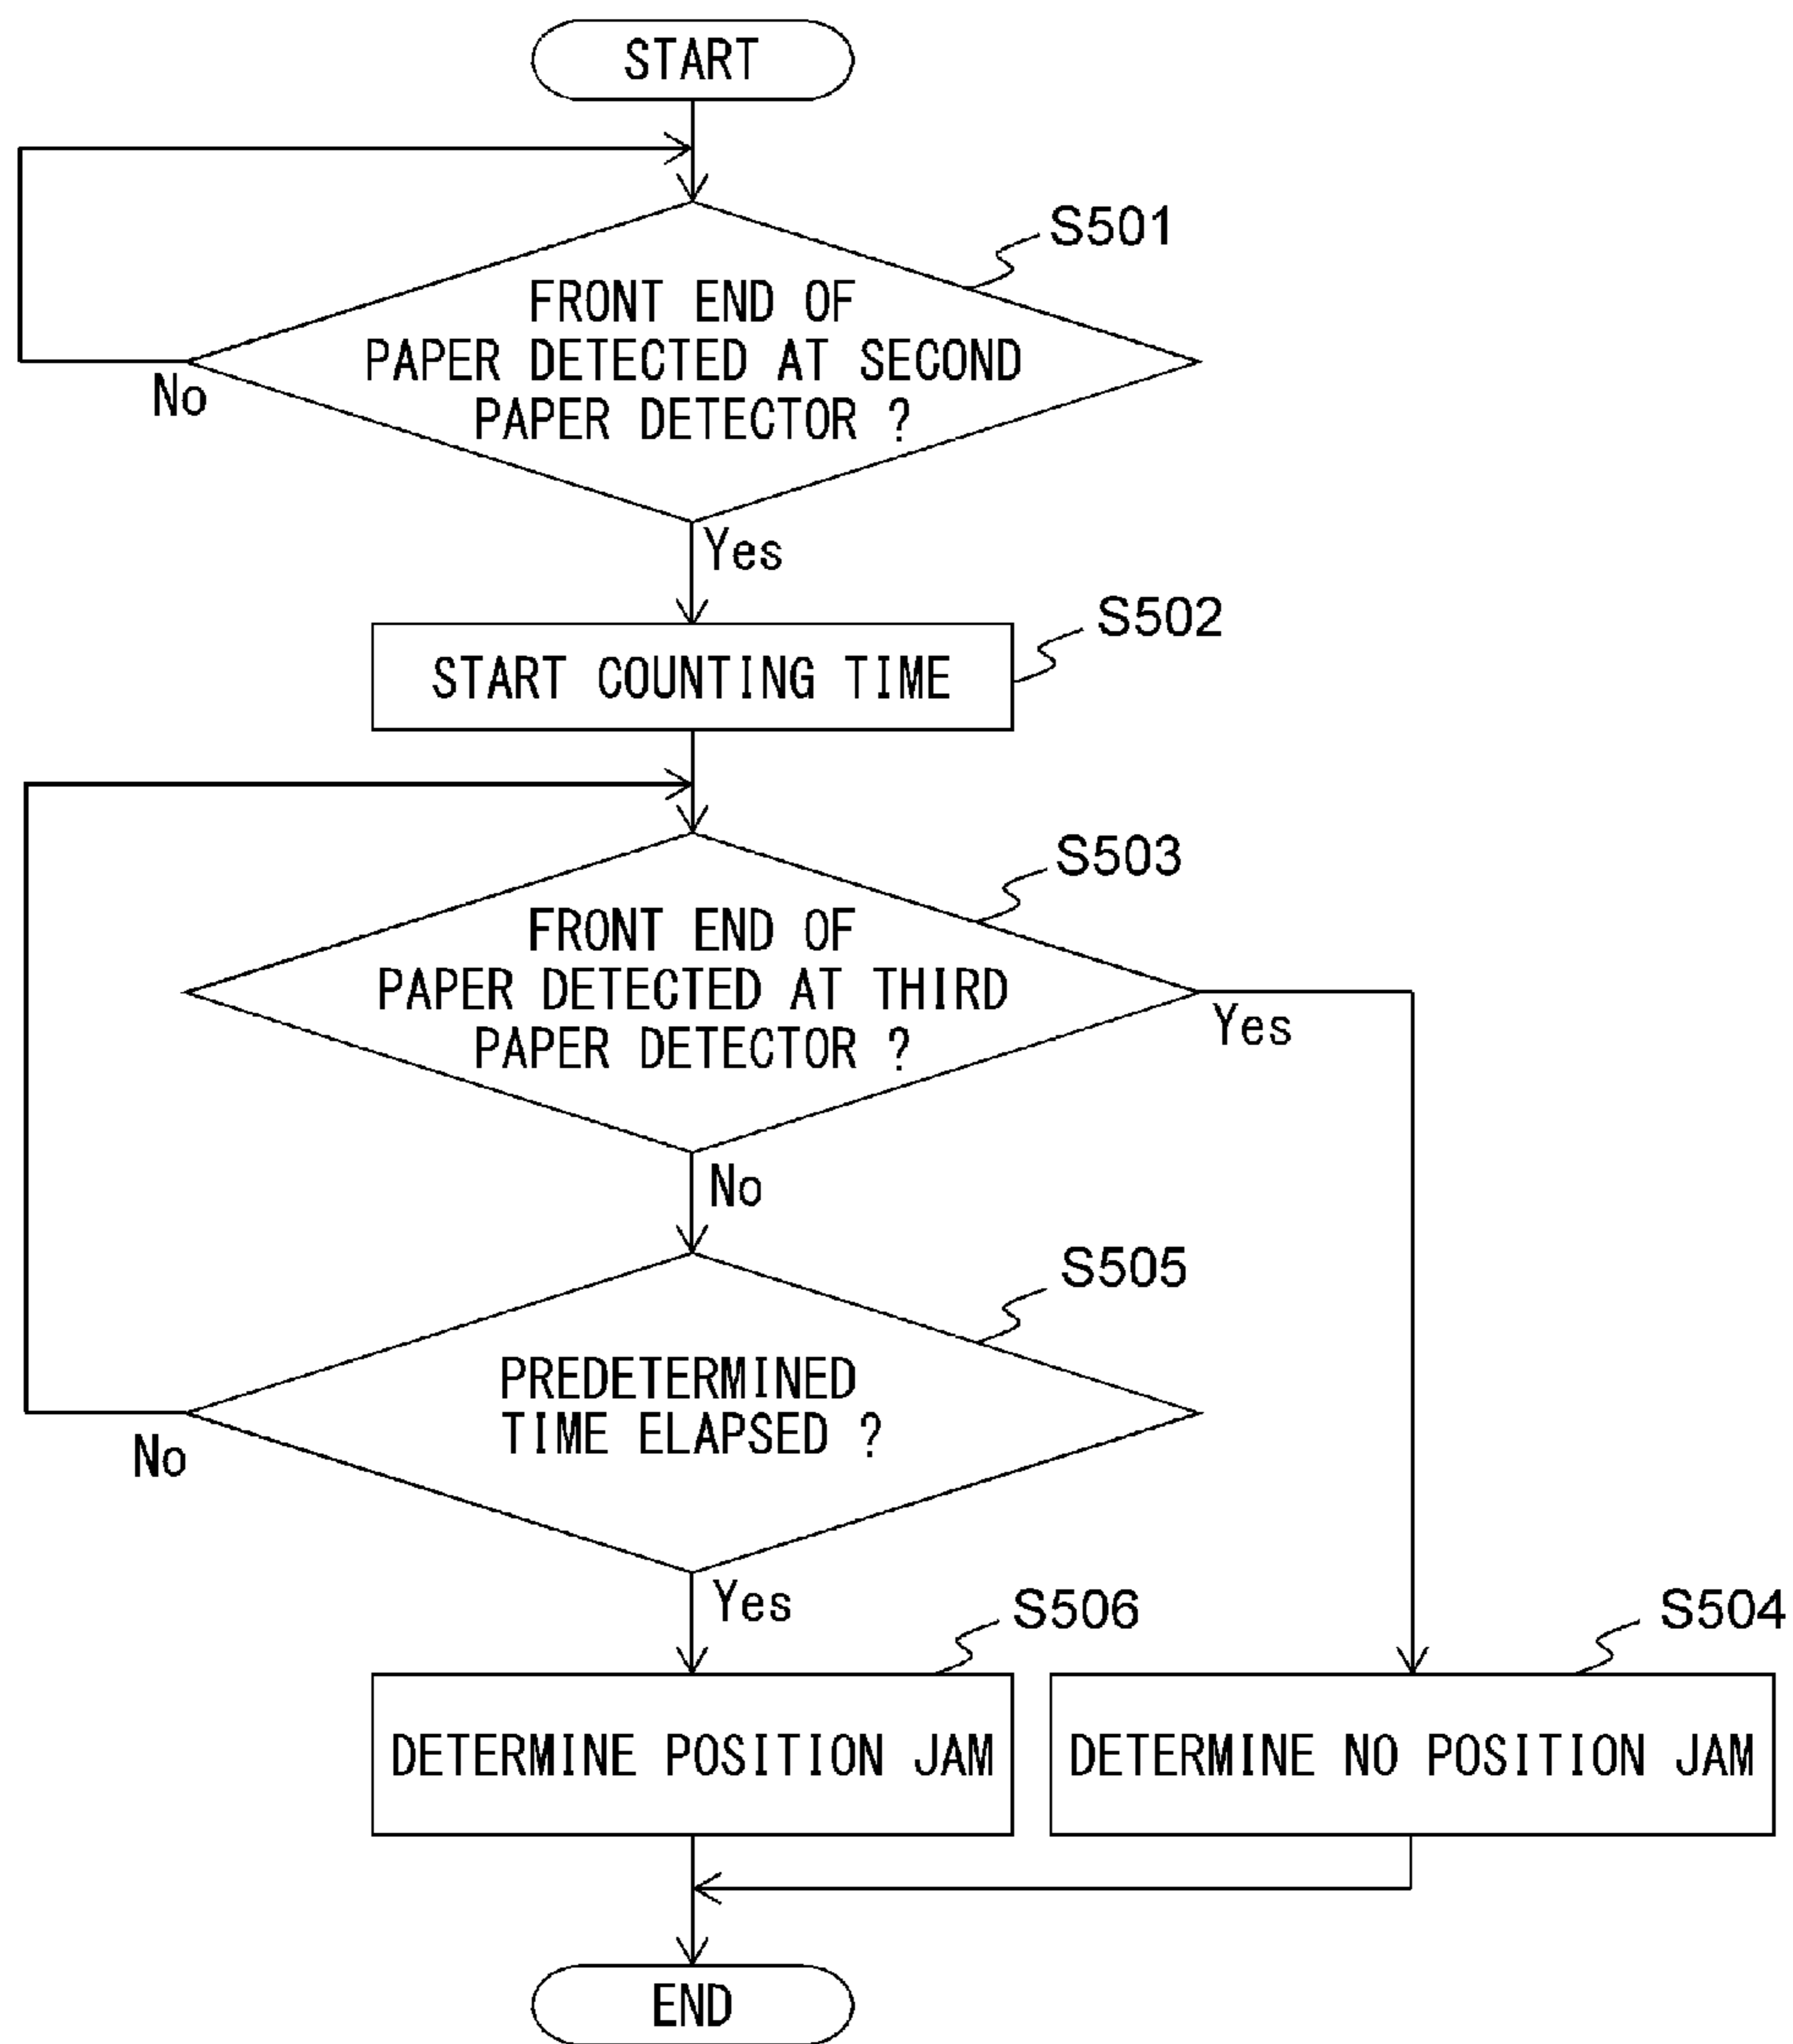 START
S501
FRONT END OF
PAPER DETECTED AT SECOND
PAPER DETECTOR ?
No
Yes
S502
START COUNTING TIME
S503
FRONT END OF
PAPER DETECTED AT THIRD
PAPER DETECTOR ?
Yes
No
S505
PREDETERMINED
TIME ELAPSED ?
No
Yes
S506
S504
DETERMINE POSITION JAM
DETERMINE NO POSITION JAM
END